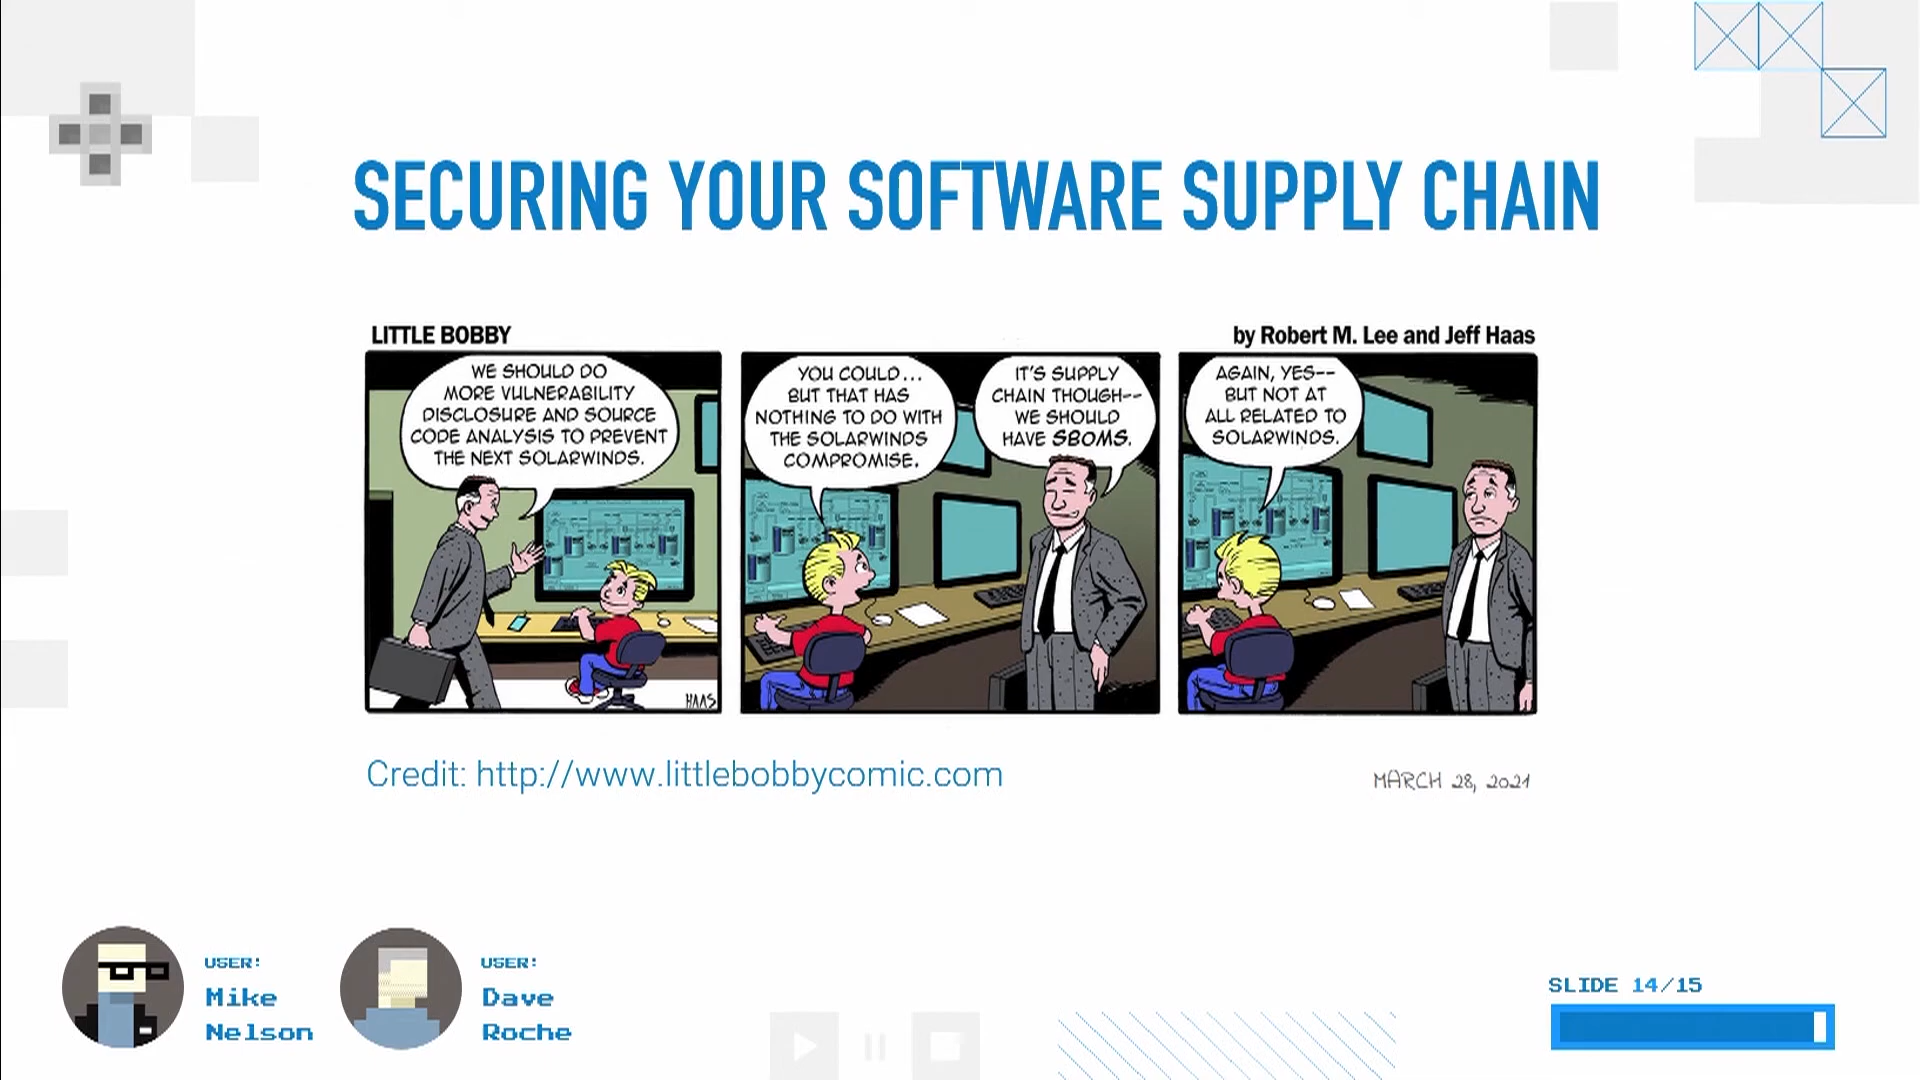 SECURING YOUR SOFTWARE SUPPLY CHAIN
LITTLE BOBBY
by Robert M. Lee and Jeff Haas
WE SHOULD DO
MORE VULNERABILITY
DISCLOSURE AND SOURCE
CODE ANALYSIS TO PREVENT
THE NEXT SOLARWINDS.
HAAS
YOU COULD...
BUT THAT HAS
NOTHING TO DO WITH
THE SOLARWINDS
COMPROMISE.
IT'S SUPPLY
CHAIN THOUGH--
WE SHOULD
HAVE SBOMS.
AGAIN, YES--
BUT NOT AT
ALL RELATED TO
SOLARWINDS.
Credit: http://www.littlebobbycomic.com
MARCH 28, 2021
USER:
Mike
Nelson
USER:
Dave
Roche
SLIDE 14/15